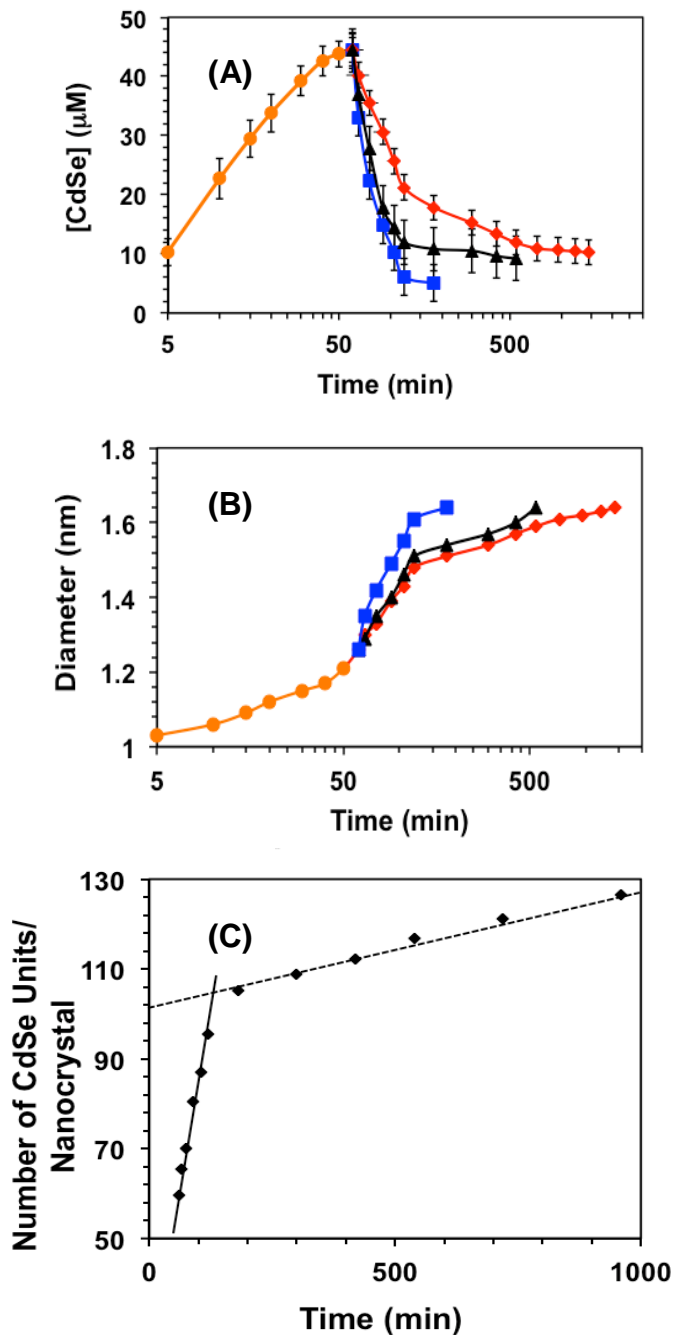 50
(A)
40
30
20
10
0
[CdSe] (μM)
5 50 500
Time (min)
1.8
(B)
1.6
1.4
1.2
1
Diameter (nm)
5 50 500
Time (min)
130
(C)
110
90
70
50
Number of CdSe Units/
Nanocrystal
0 500 1000
Time (min)